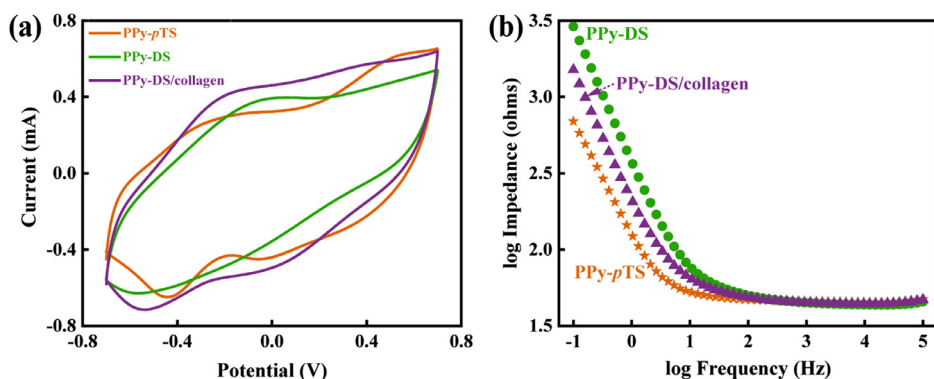 (a)
0.8
0.4
0.0
-0.4
-0.8
Current (mA)
PPy-pTS
PPy-DS
PPy-DS/collagen
-0.8 -0.4 0.0 0.4 0.8
Potential (V)
(b)
3.5
3.0
2.5
2.0
1.5
log Impedance (ohms)
PPy-DS
PPy-DS/collagen
PPy-pTS
-1 0 1 2 3 4 5
log Frequency (Hz)